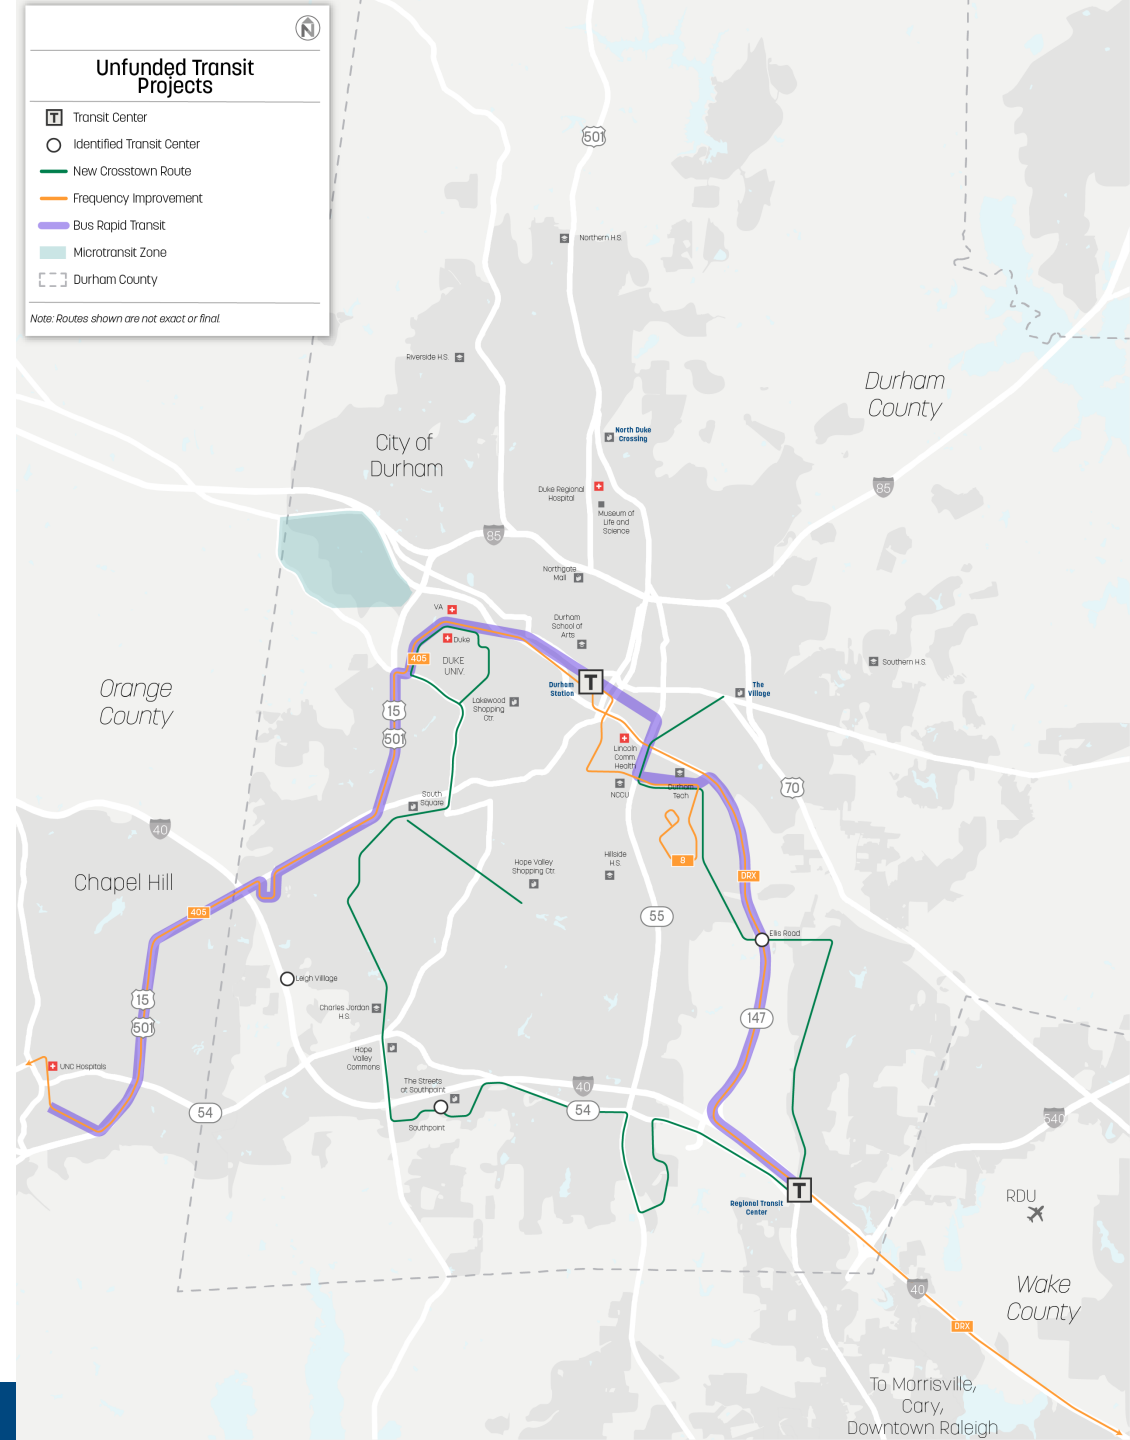 N
Unfunded Transit
Projects
T Transit Center
Identified Transit Center
New Crosstown Route
Frequency Improvement
Bus Rapid Transit
Microtransit Zone
Durham County
Note: Routes shown are not exact or final.
501
Northern H.S.
Riverside H.S.
Durham
County
North Duke
Crossing
City of
Durham
Duke Regional
Hospital
85
Museum of
Life and
Science
85
Northgate
Mall
VA
Durham
School of
Arts
Duke
405
DUKE
UNIV.
Southern H.S.
Orange
County
T
Durham
Station
The
Village
Lakewood
Shopping
Ctr.
15
501
Lincoln
Comm.
Health
70
Durham
Tech
NCCU
South
Square
40
Hillside
H.S.
8
Hope Valley
Shopping Ctr.
DRX
Chapel Hill
405
55
Ellis Road
Leigh Village
15
501
Charles Jordan
H.S.
147
Hope
Valley
Commons
UNC Hospitals
The Streets
at Southpoint
40
54
54
540
Southpoint
T
Regional Transit
Center
RDU
40
Wake
County
DRX
To Morrisville,
Cary,
Downtown Raleigh